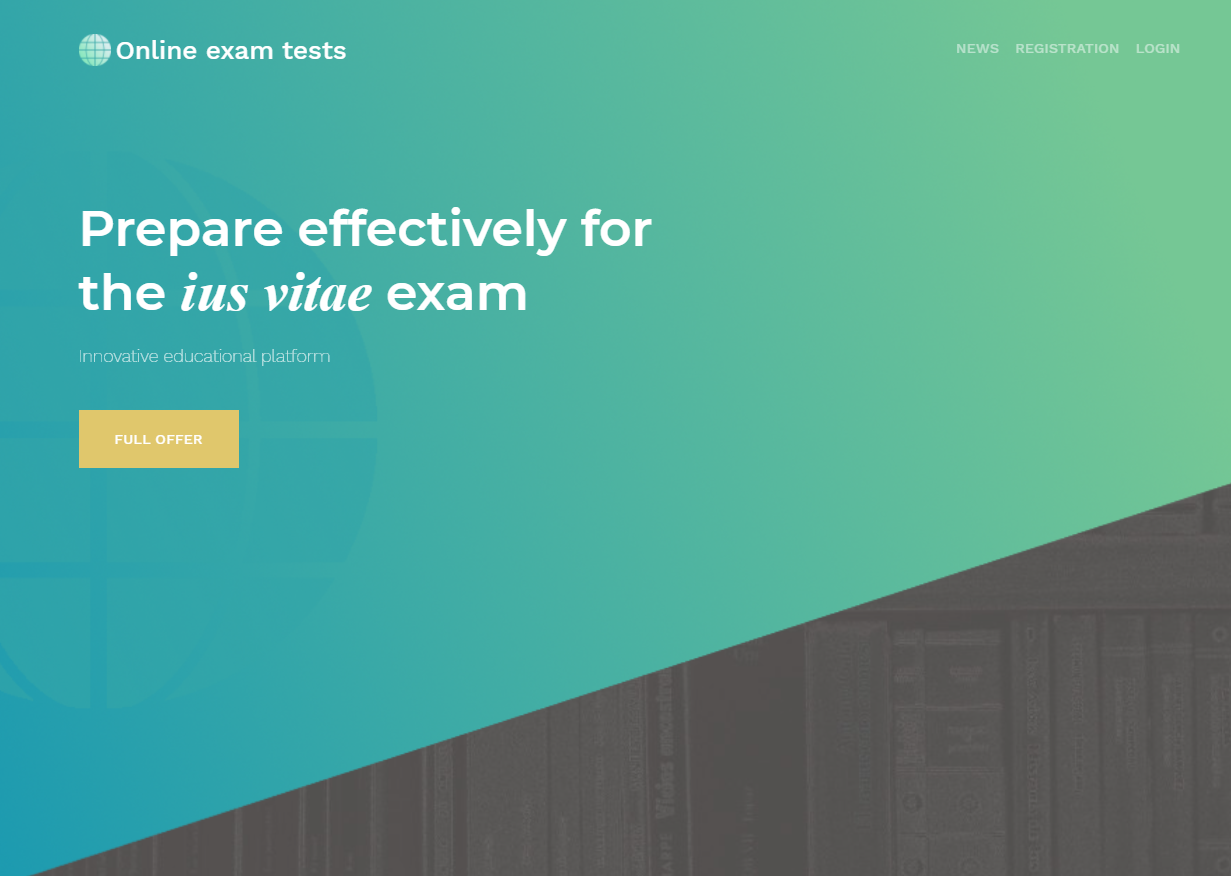 Online exam tests
NEWS REGISTRATION LOGIN
Prepare effectively for
the ius vitae exam
Innovative educational platform
FULL OFFER